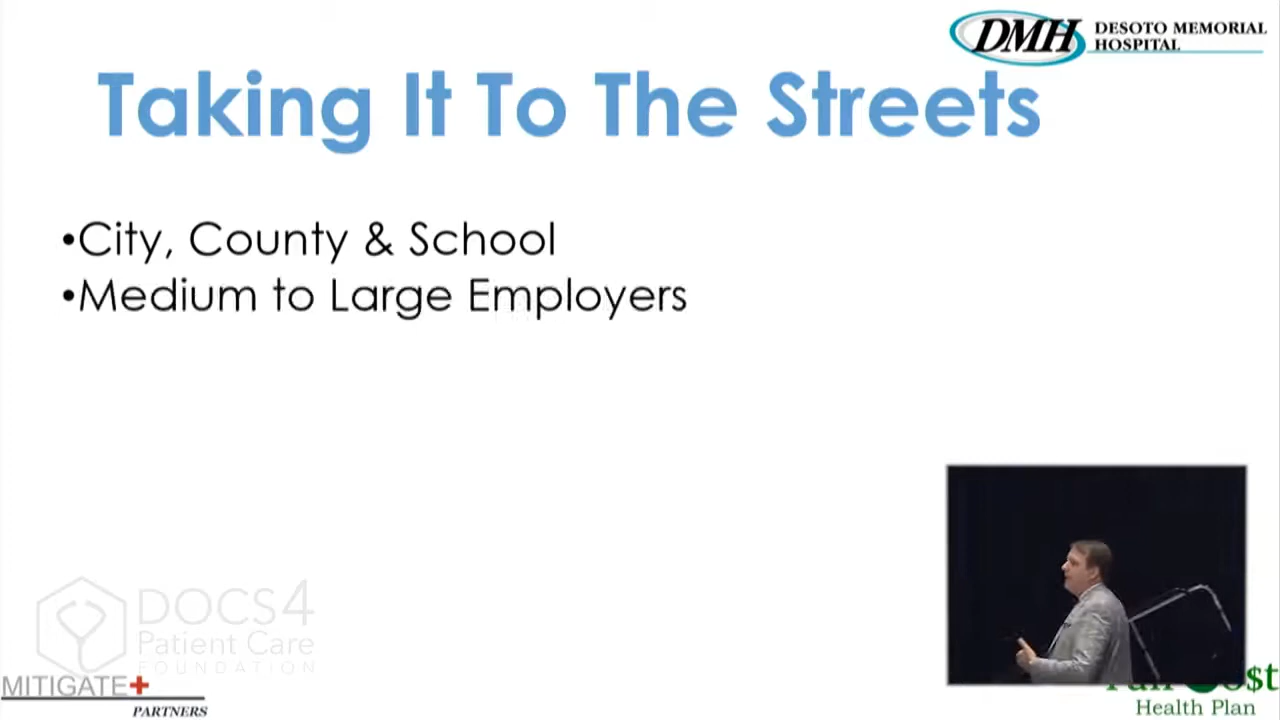 DMH DESOTO MEMORIAL
HOSPITAL
Taking It To The Streets
•City, County & School
•Medium to Large Employers
DOCS4
Patient Care
FOUNDATION
MITIGATE+
PARTNERS
Health Plan